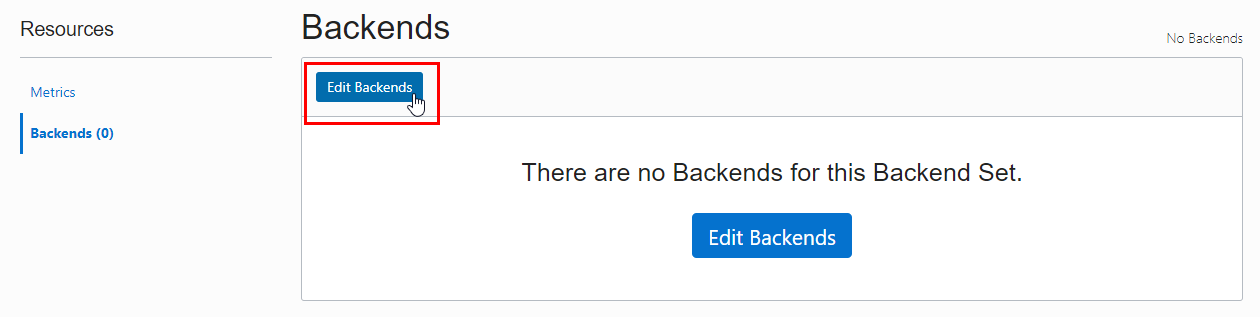 Resources
Metrics
Backends (0)
Backends
No Backends
Edit Backends
There are no Backends for this Backend Set.
Edit Backends